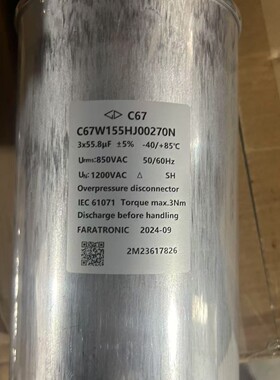 C67
C67W155HJ00270N
3x55.8μF ±5% -40/+85℃
Urms:850VAC 50/60Hz
UN:1200VAC △ SH
Overpressure disconnector
IEC 61071 Torque max.3Nm
Discharge before handling
FARATRONIC 2024-09
2M23617826